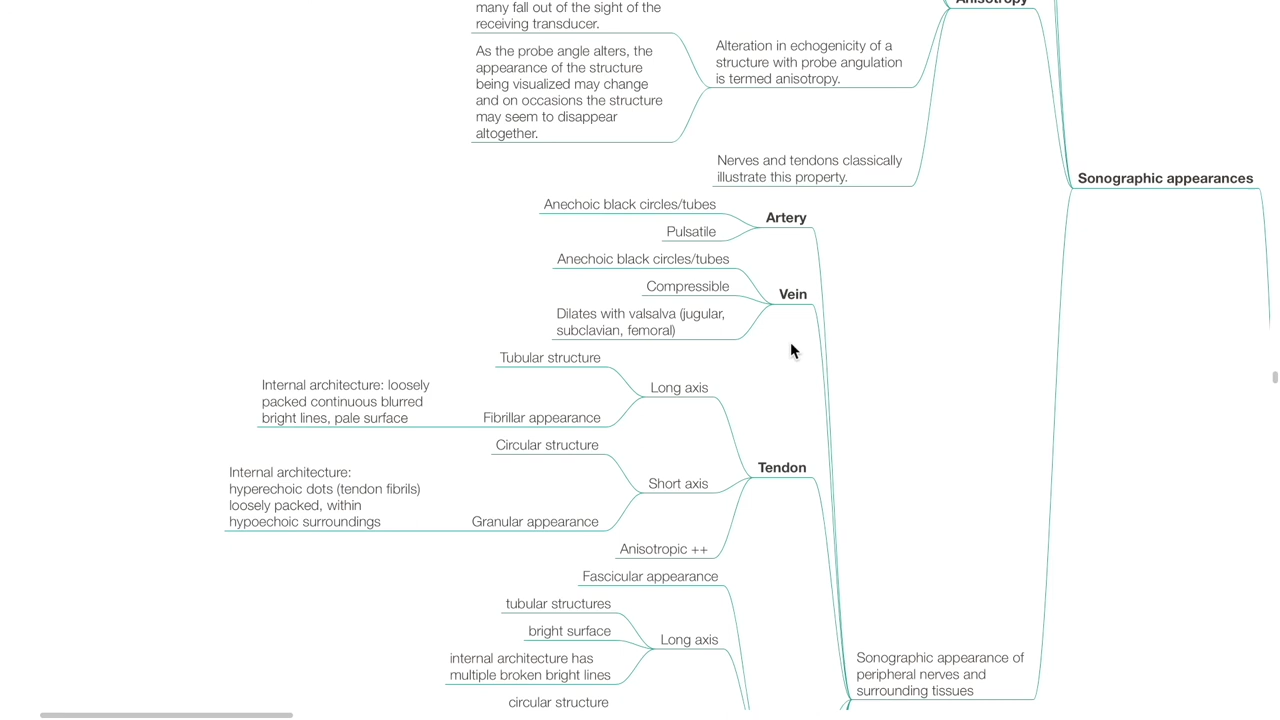 many fall out of the sight of the
receiving transducer.
As the probe angle alters, the
appearance of the structure
being visualized may change
and on occasions the structure
may seem to disappear
altogether.
Alteration in echogenicity of a
structure with probe angulation
is termed anisotropy.
Nerves and tendons classically
illustrate this property.
Anisotropy
Sonographic appearances
Anechoic black circles/tubes
Pulsatile
Artery
Anechoic black circles/tubes
Compressible
Dilates with valsalva (jugular,
subclavian, femoral)
Vein
Tubular structure
Internal architecture: loosely
packed continuous blurred
bright lines, pale surface
Fibrillar appearance
Long axis
Circular structure
Internal architecture:
hyperechoic dots (tendon fibrils)
loosely packed, within
hypoechoic surroundings
Granular appearance
Short axis
Anisotropic ++
Tendon
Fascicular appearance
tubular structures
bright surface
internal architecture has
multiple broken bright lines
Long axis
circular structure
Sonographic appearance of
peripheral nerves and
surrounding tissues